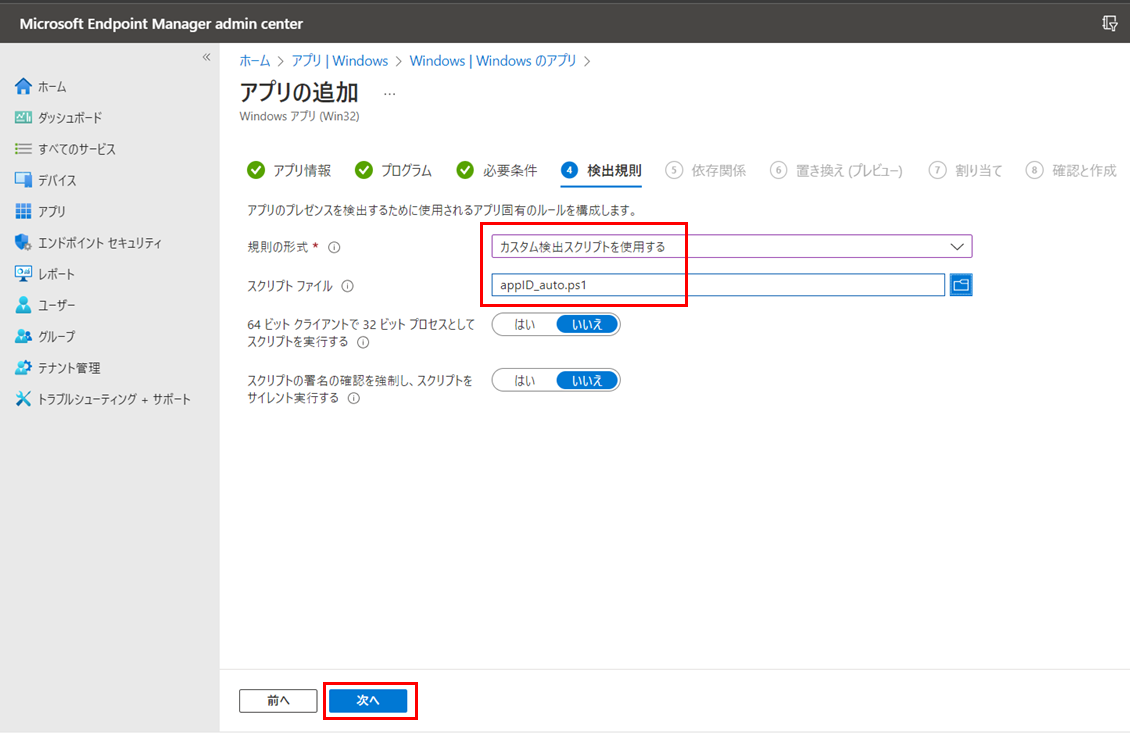 Microsoft Endpoint Manager admin center
«
ホーム
ダッシュボード
すべてのサービス
デバイス
アプリ
エンドポイント セキュリティ
レポート
ユーザー
グループ
テナント管理
トラブルシューティング + サポート
ホーム > アプリ | Windows > Windows | Windows のアプリ >
アプリの追加 …
Windows アプリ (Win32)
アプリ情報 プログラム 必要条件 4 検出規則 5 依存関係 6 置き換え (プレビュー) 7 割り当て 8 確認と作成
アプリのプレゼンスを検出するために使用されるアプリ固有のルールを構成します。
規則の形式 * カスタム検出スクリプトを使用する
スクリプト ファイル appID_auto.ps1
64 ビット クライアントで 32 ビット プロセスとして
スクリプトを実行する
はい いいえ
スクリプトの署名の確認を強制し、スクリプトを
サイレント実行する
はい いいえ
前へ 次へ